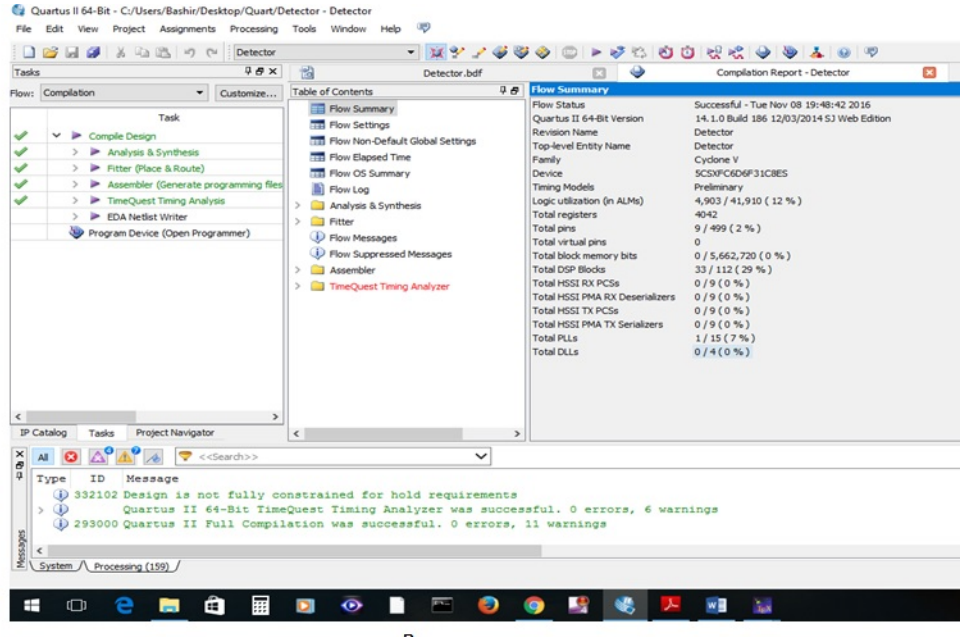 Quartus II 64-Bit - C:/Users/Bashir/Desktop/Quart/Detector - Detector
File Edit View Project Assignments Processing Tools Window Help
Detector
Tasks
Flow: Compilation Customize...
Task
Compile Design
Analysis & Synthesis
Fitter (Place & Route)
Assembler (Generate programming files
TimeQuest Timing Analysis
EDA Netlist Writer
Program Device (Open Programmer)
IP Catalog Tasks Project Navigator
Detector.bdf
Compilation Report - Detector
Table of Contents
Flow Summary
Flow Settings
Flow Non-Default Global Settings
Flow Elapsed Time
Flow OS Summary
Flow Log
Analysis & Synthesis
Fitter
Flow Messages
Flow Suppressed Messages
Assembler
TimeQuest Timing Analyzer
Flow Summary
Flow Status Successful - Tue Nov 08 19:48:42 2016
Quartus II 64-Bit Version 14.1.0 Build 186 12/03/2014 SJ Web Edition
Revision Name Detector
Top-level Entity Name Detector
Family Cyclone V
Device 5CSXFC6D6F31C8ES
Timing Models Preliminary
Logic utilization (in ALMs) 4,903 / 41,910 ( 12 % )
Total registers 4042
Total pins 9 / 499 ( 2 % )
Total virtual pins 0
Total block memory bits 0 / 5,662,720 ( 0 % )
Total DSP Blocks 33 / 112 ( 29 % )
Total HSSI RX PCSs 0 / 9 ( 0 % )
Total HSSI PMA RX Deserializers 0 / 9 ( 0 % )
Total HSSI TX PCSs 0 / 9 ( 0 % )
Total HSSI PMA TX Serializers 0 / 9 ( 0 % )
Total PLLs 1 / 15 ( 7 % )
Total DLLs 0 / 4 ( 0 % )
All <<Search>>
Type ID Message
332102 Design is not fully constrained for hold requirements
Quartus II 64-Bit TimeQuest Timing Analyzer was successful. 0 errors, 6 warnings
293000 Quartus II Full Compilation was successful. 0 errors, 11 warnings
Messages
System Processing (159)